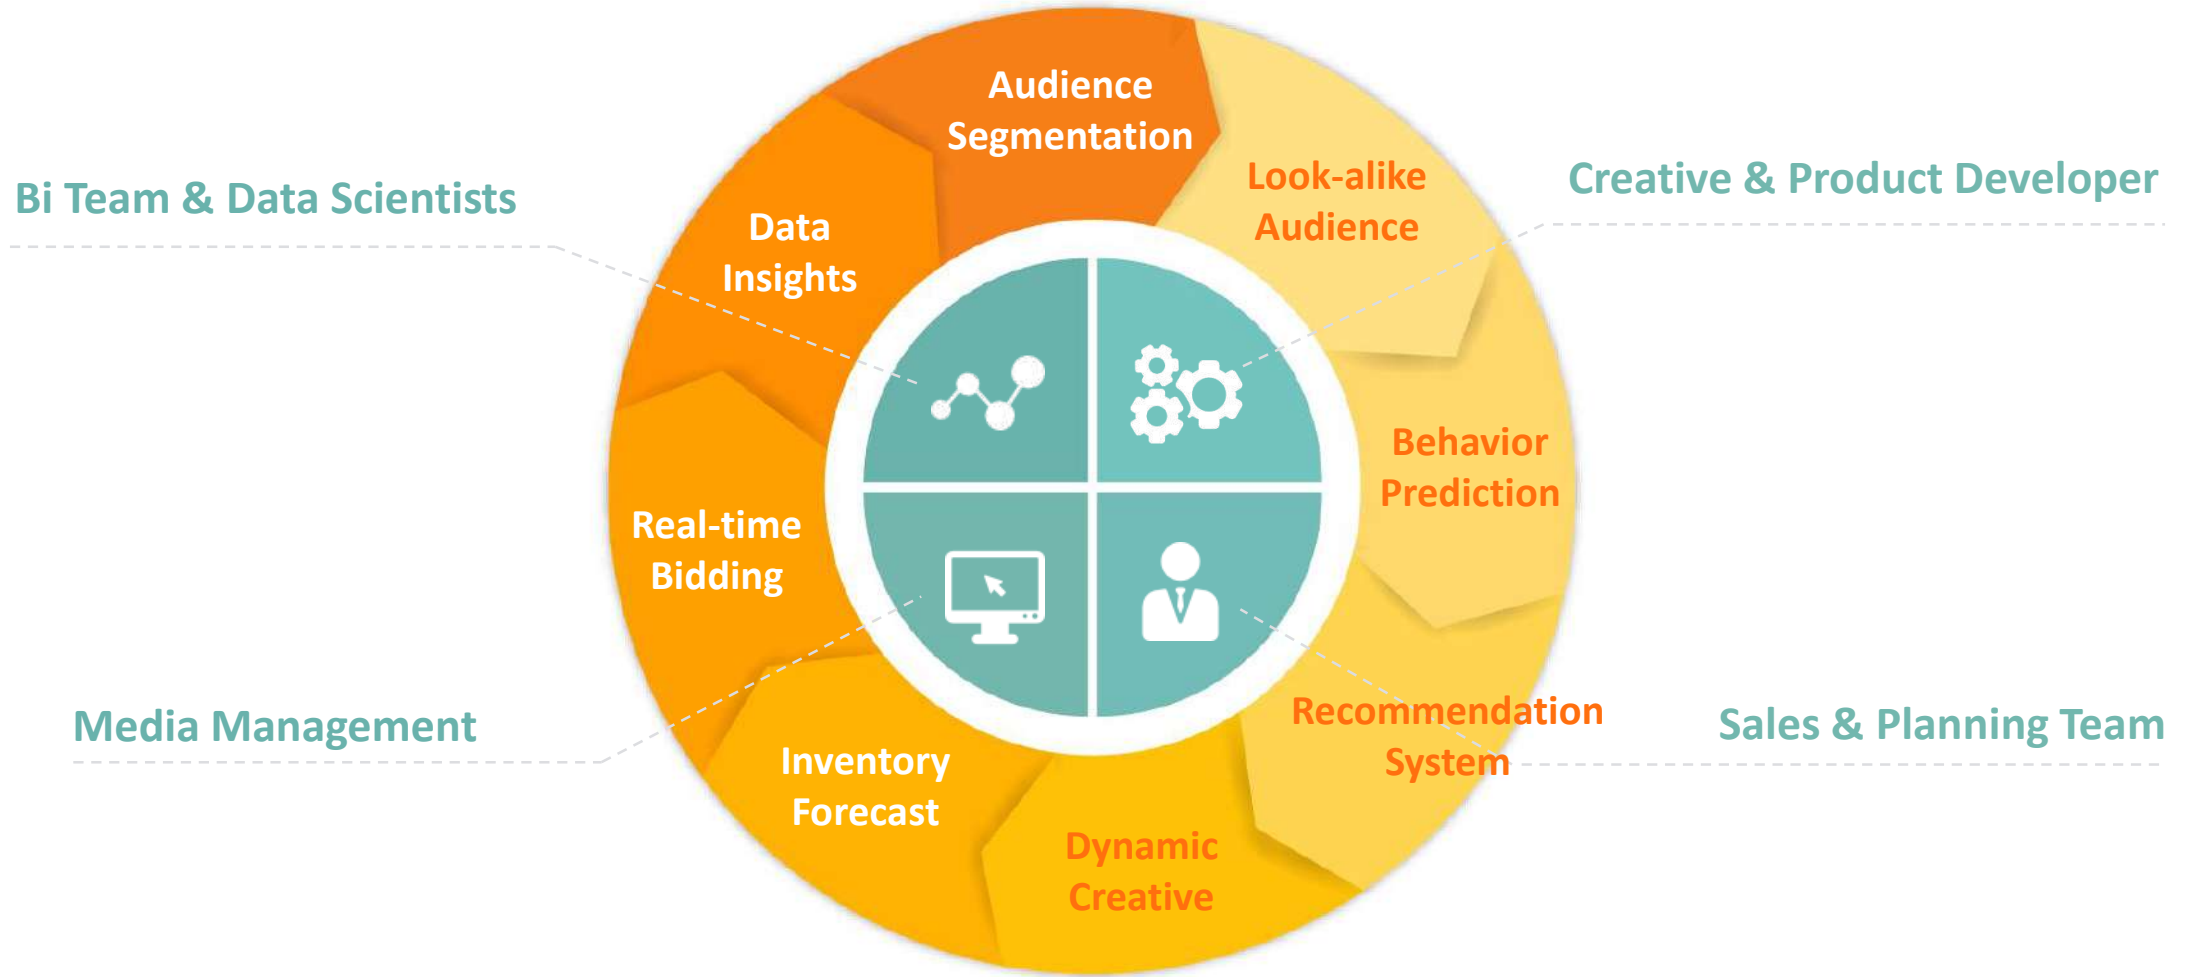 Audience
Segmentation
Look-alike
Audience
Behavior
Prediction
Recommendation
System
Dynamic
Creative
Inventory
Forecast
Real-time
Bidding
Data
Insights
Bi Team & Data Scientists
Creative & Product Developer
Media Management
Sales & Planning Team